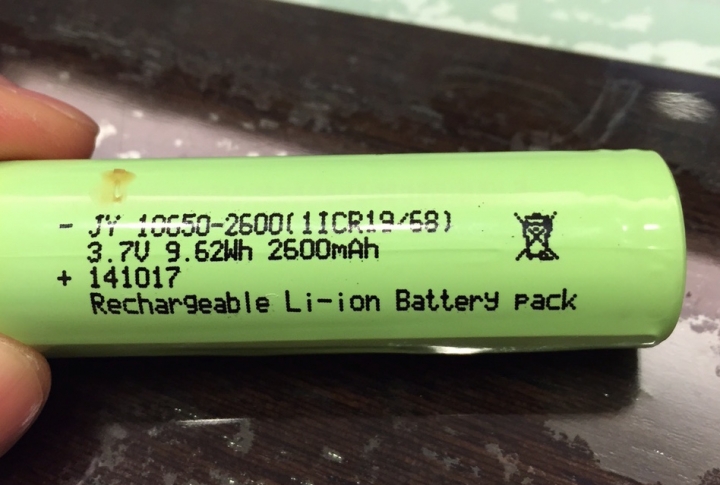 - JY 18650-2600(1ICR19/68)
3.7V 9.62Wh 2600mAh
+ 141017
Rechargeable Li-ion Battery pack